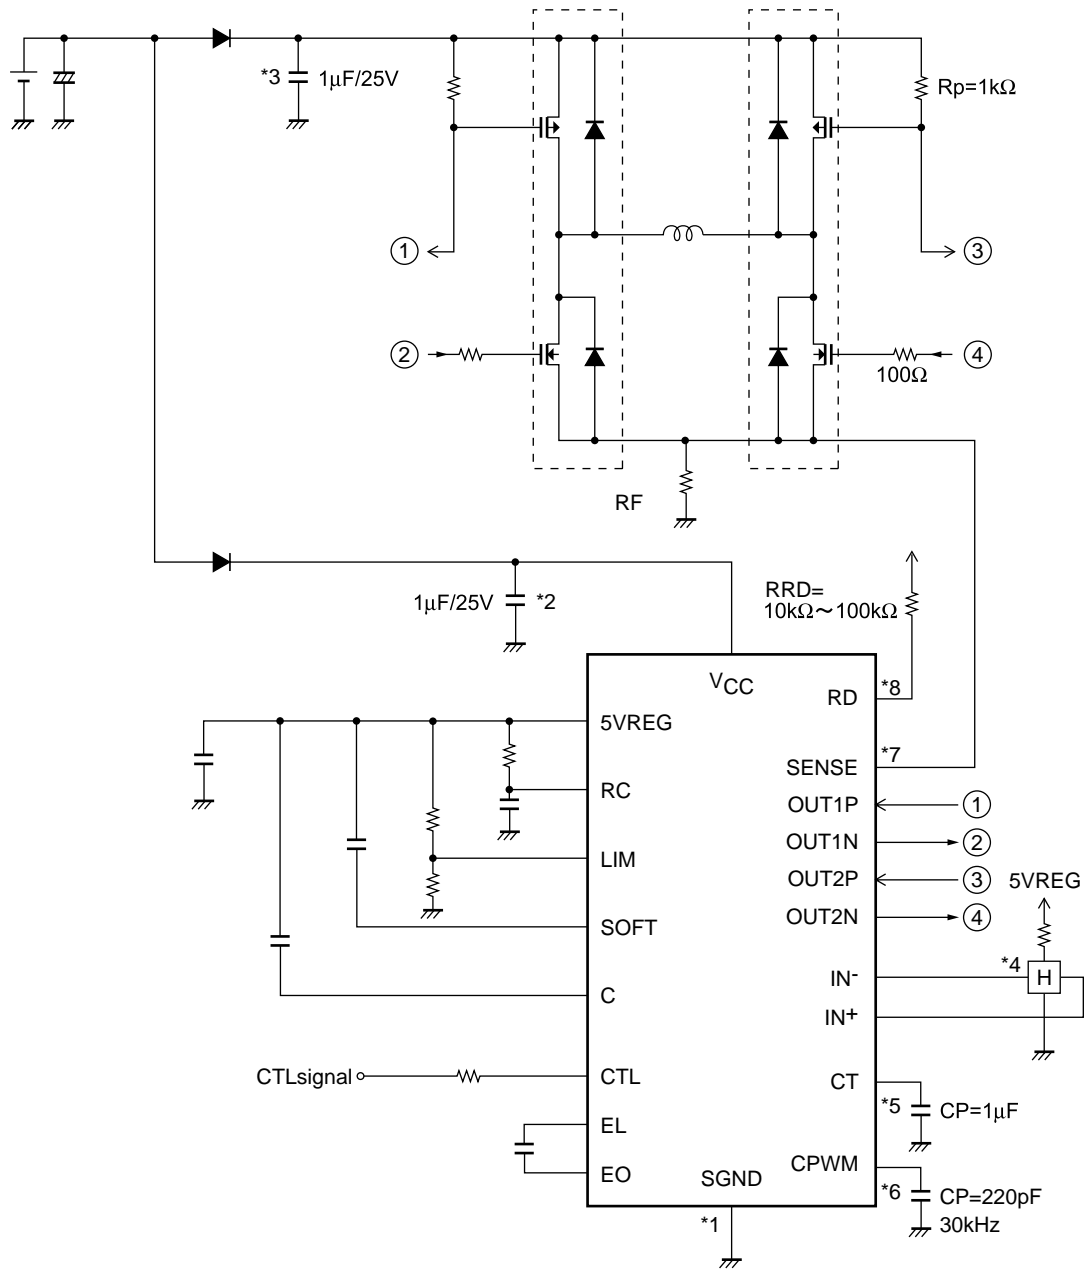 *3
1μF/25V
Rp=1kΩ
1
3
2
4
100Ω
RF
1μF/25V
*2
RRD=
10kΩ～100kΩ
VCC
RD
*8
5VREG
SENSE
*7
RC
OUT1P
1
OUT1N
2
LIM
OUT2P
3
5VREG
OUT2N
4
SOFT
IN-
*4
H
C
IN+
CTLsignal
CTL
CT
*5
CP=1μF
EL
CPWM
*6
CP=220pF
30kHz
EO
SGND
*1